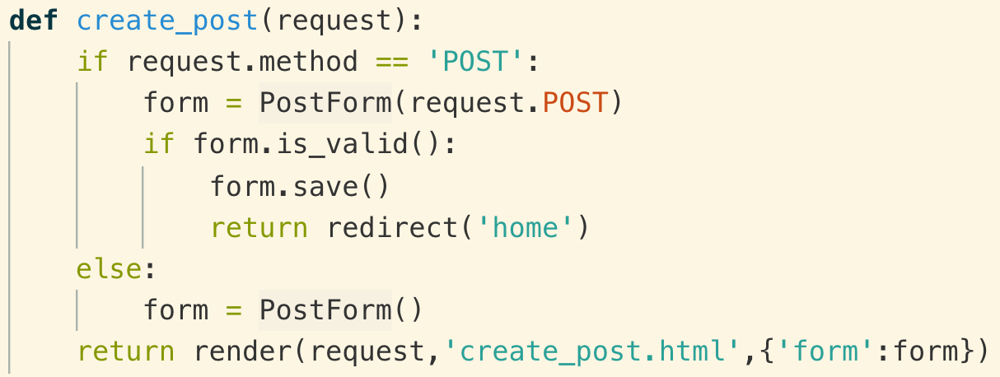 def create_post(request):
    if request.method == 'POST':
        form = PostForm(request.POST)
        if form.is_valid():
            form.save()
            return redirect('home')
    else:
        form = PostForm()
    return render(request,'create_post.html',{'form':form})